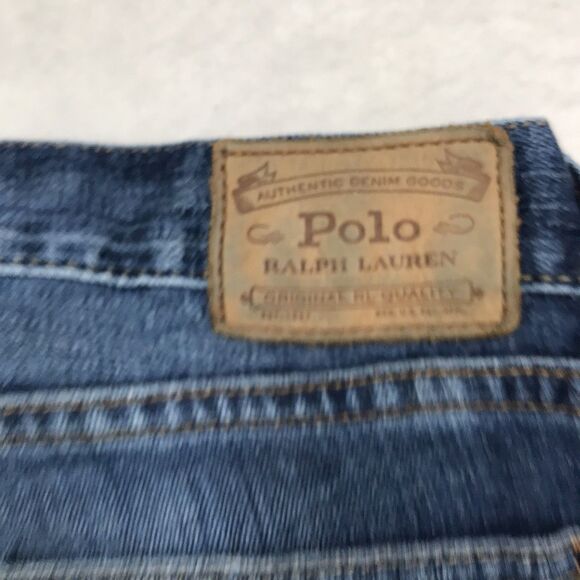 AUTHENTIC DENIM GOODS
Polo
RALPH LAUREN
ORIGINAL RL QUALITY